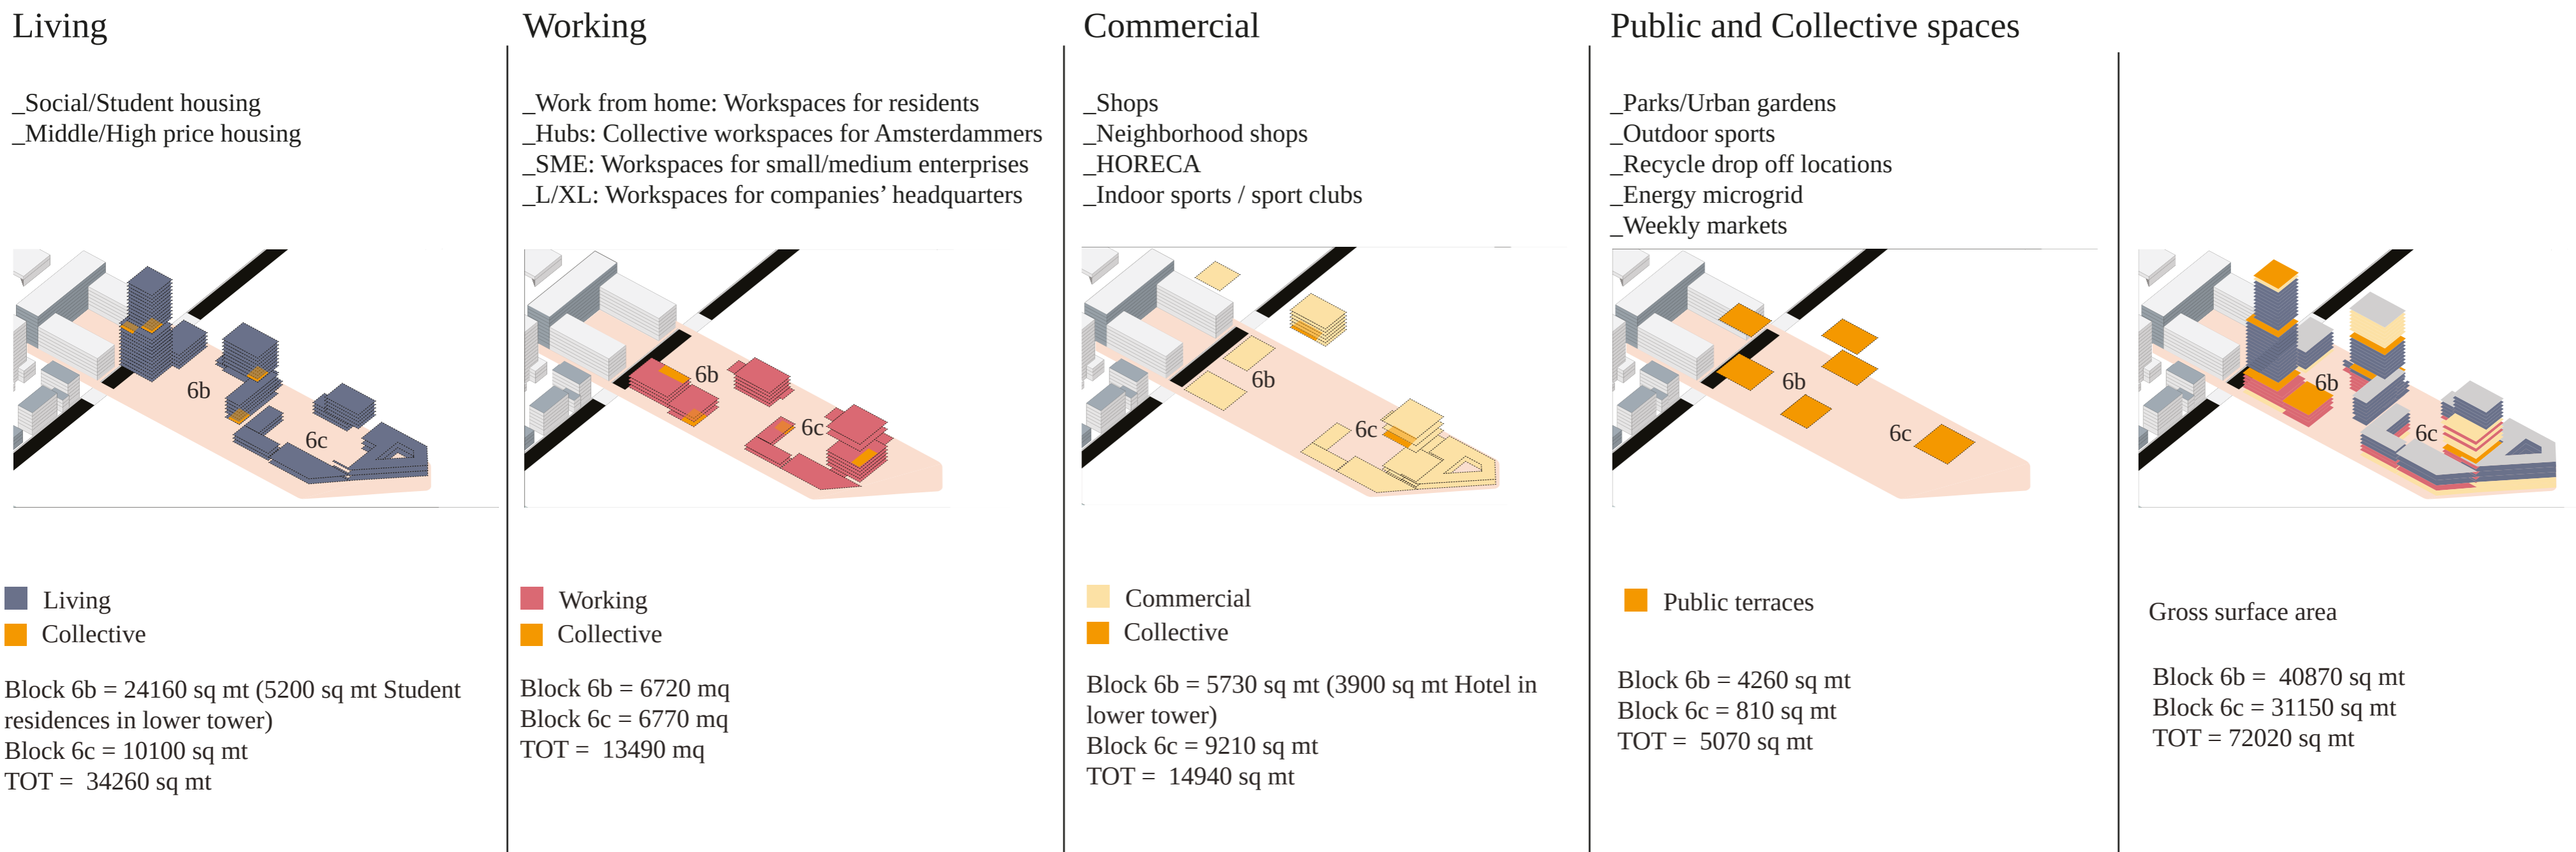 Living
_Social/Student housing
_Middle/High price housing
6b
6c
Living
Collective
Block 6b = 24160 sq mt (5200 sq mt Student
residences in lower tower)
Block 6c = 10100 sq mt
TOT =  34260 sq mt
Working
_Work from home: Workspaces for residents
_Hubs: Collective workspaces for Amsterdammers
_SME: Workspaces for small/medium enterprises
_L/XL: Workspaces for companies’ headquarters
6b
6c
Working
Collective
Block 6b = 6720 mq
Block 6c = 6770 mq
TOT =  13490 mq
Commercial
_Shops
_Neighborhood shops
_HORECA
_Indoor sports / sport clubs
6b
6c
Commercial
Collective
Block 6b = 5730 sq mt (3900 sq mt Hotel in
lower tower)
Block 6c = 9210 sq mt
TOT =  14940 sq mt
Public and Collective spaces
_Parks/Urban gardens
_Outdoor sports
_Recycle drop off locations
_Energy microgrid
_Weekly markets
6b
6c
Public terraces
Block 6b = 4260 sq mt
Block 6c = 810 sq mt
TOT =  5070 sq mt
6b
6c
Gross surface area
Block 6b =  40870 sq mt
Block 6c = 31150 sq mt
TOT = 72020 sq mt